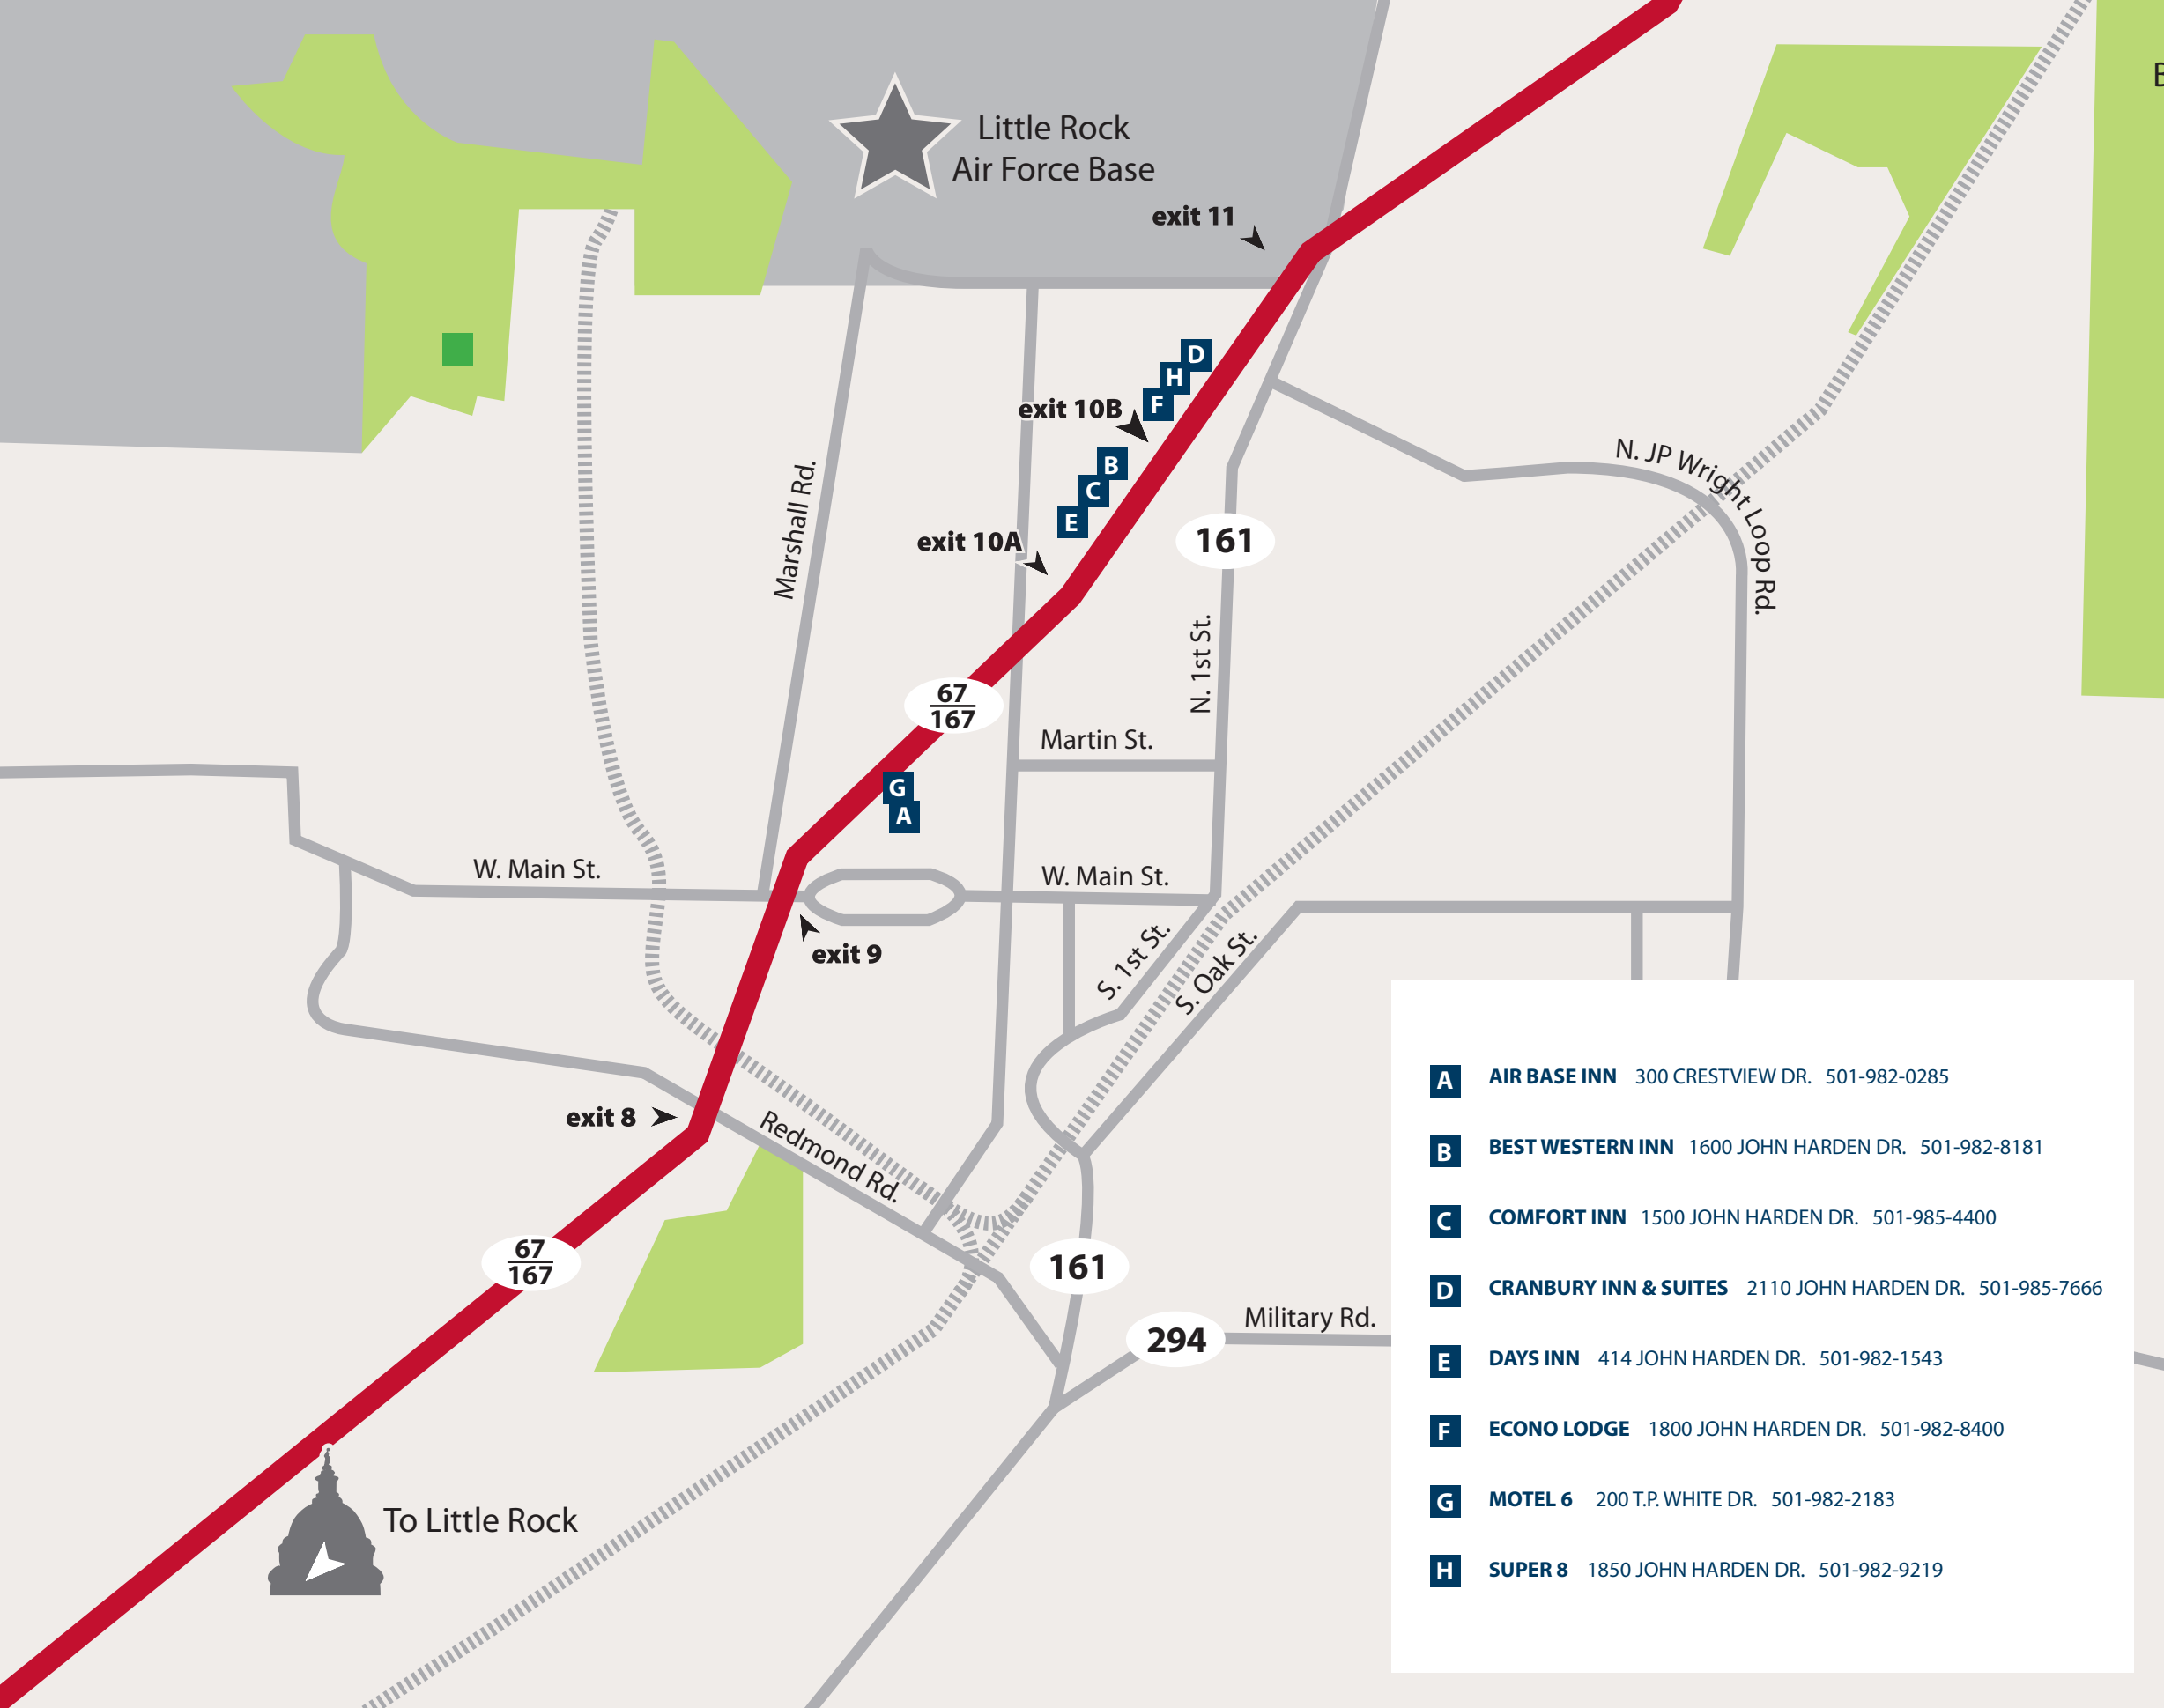 Little Rock
Air Force Base
exit 11
D
H
F
exit 10B
B
C
E
exit 10A
Marshall Rd.
N. JP Wright Loop Rd.
161
N. 1st St.
67
167
Martin St.
G
A
W. Main St.
W. Main St.
exit 9
S. 1st St.
S. Oak St.
exit 8
Redmond Rd.
67
167
161
294
Military Rd.
To Little Rock
A AIR BASE INN 300 CRESTVIEW DR. 501-982-0285
B BEST WESTERN INN 1600 JOHN HARDEN DR. 501-982-8181
C COMFORT INN 1500 JOHN HARDEN DR. 501-985-4400
D CRANBURY INN & SUITES 2110 JOHN HARDEN DR. 501-985-7666
E DAYS INN 414 JOHN HARDEN DR. 501-982-1543
F ECONO LODGE 1800 JOHN HARDEN DR. 501-982-8400
G MOTEL 6 200 T.P. WHITE DR. 501-982-2183
H SUPER 8 1850 JOHN HARDEN DR. 501-982-9219